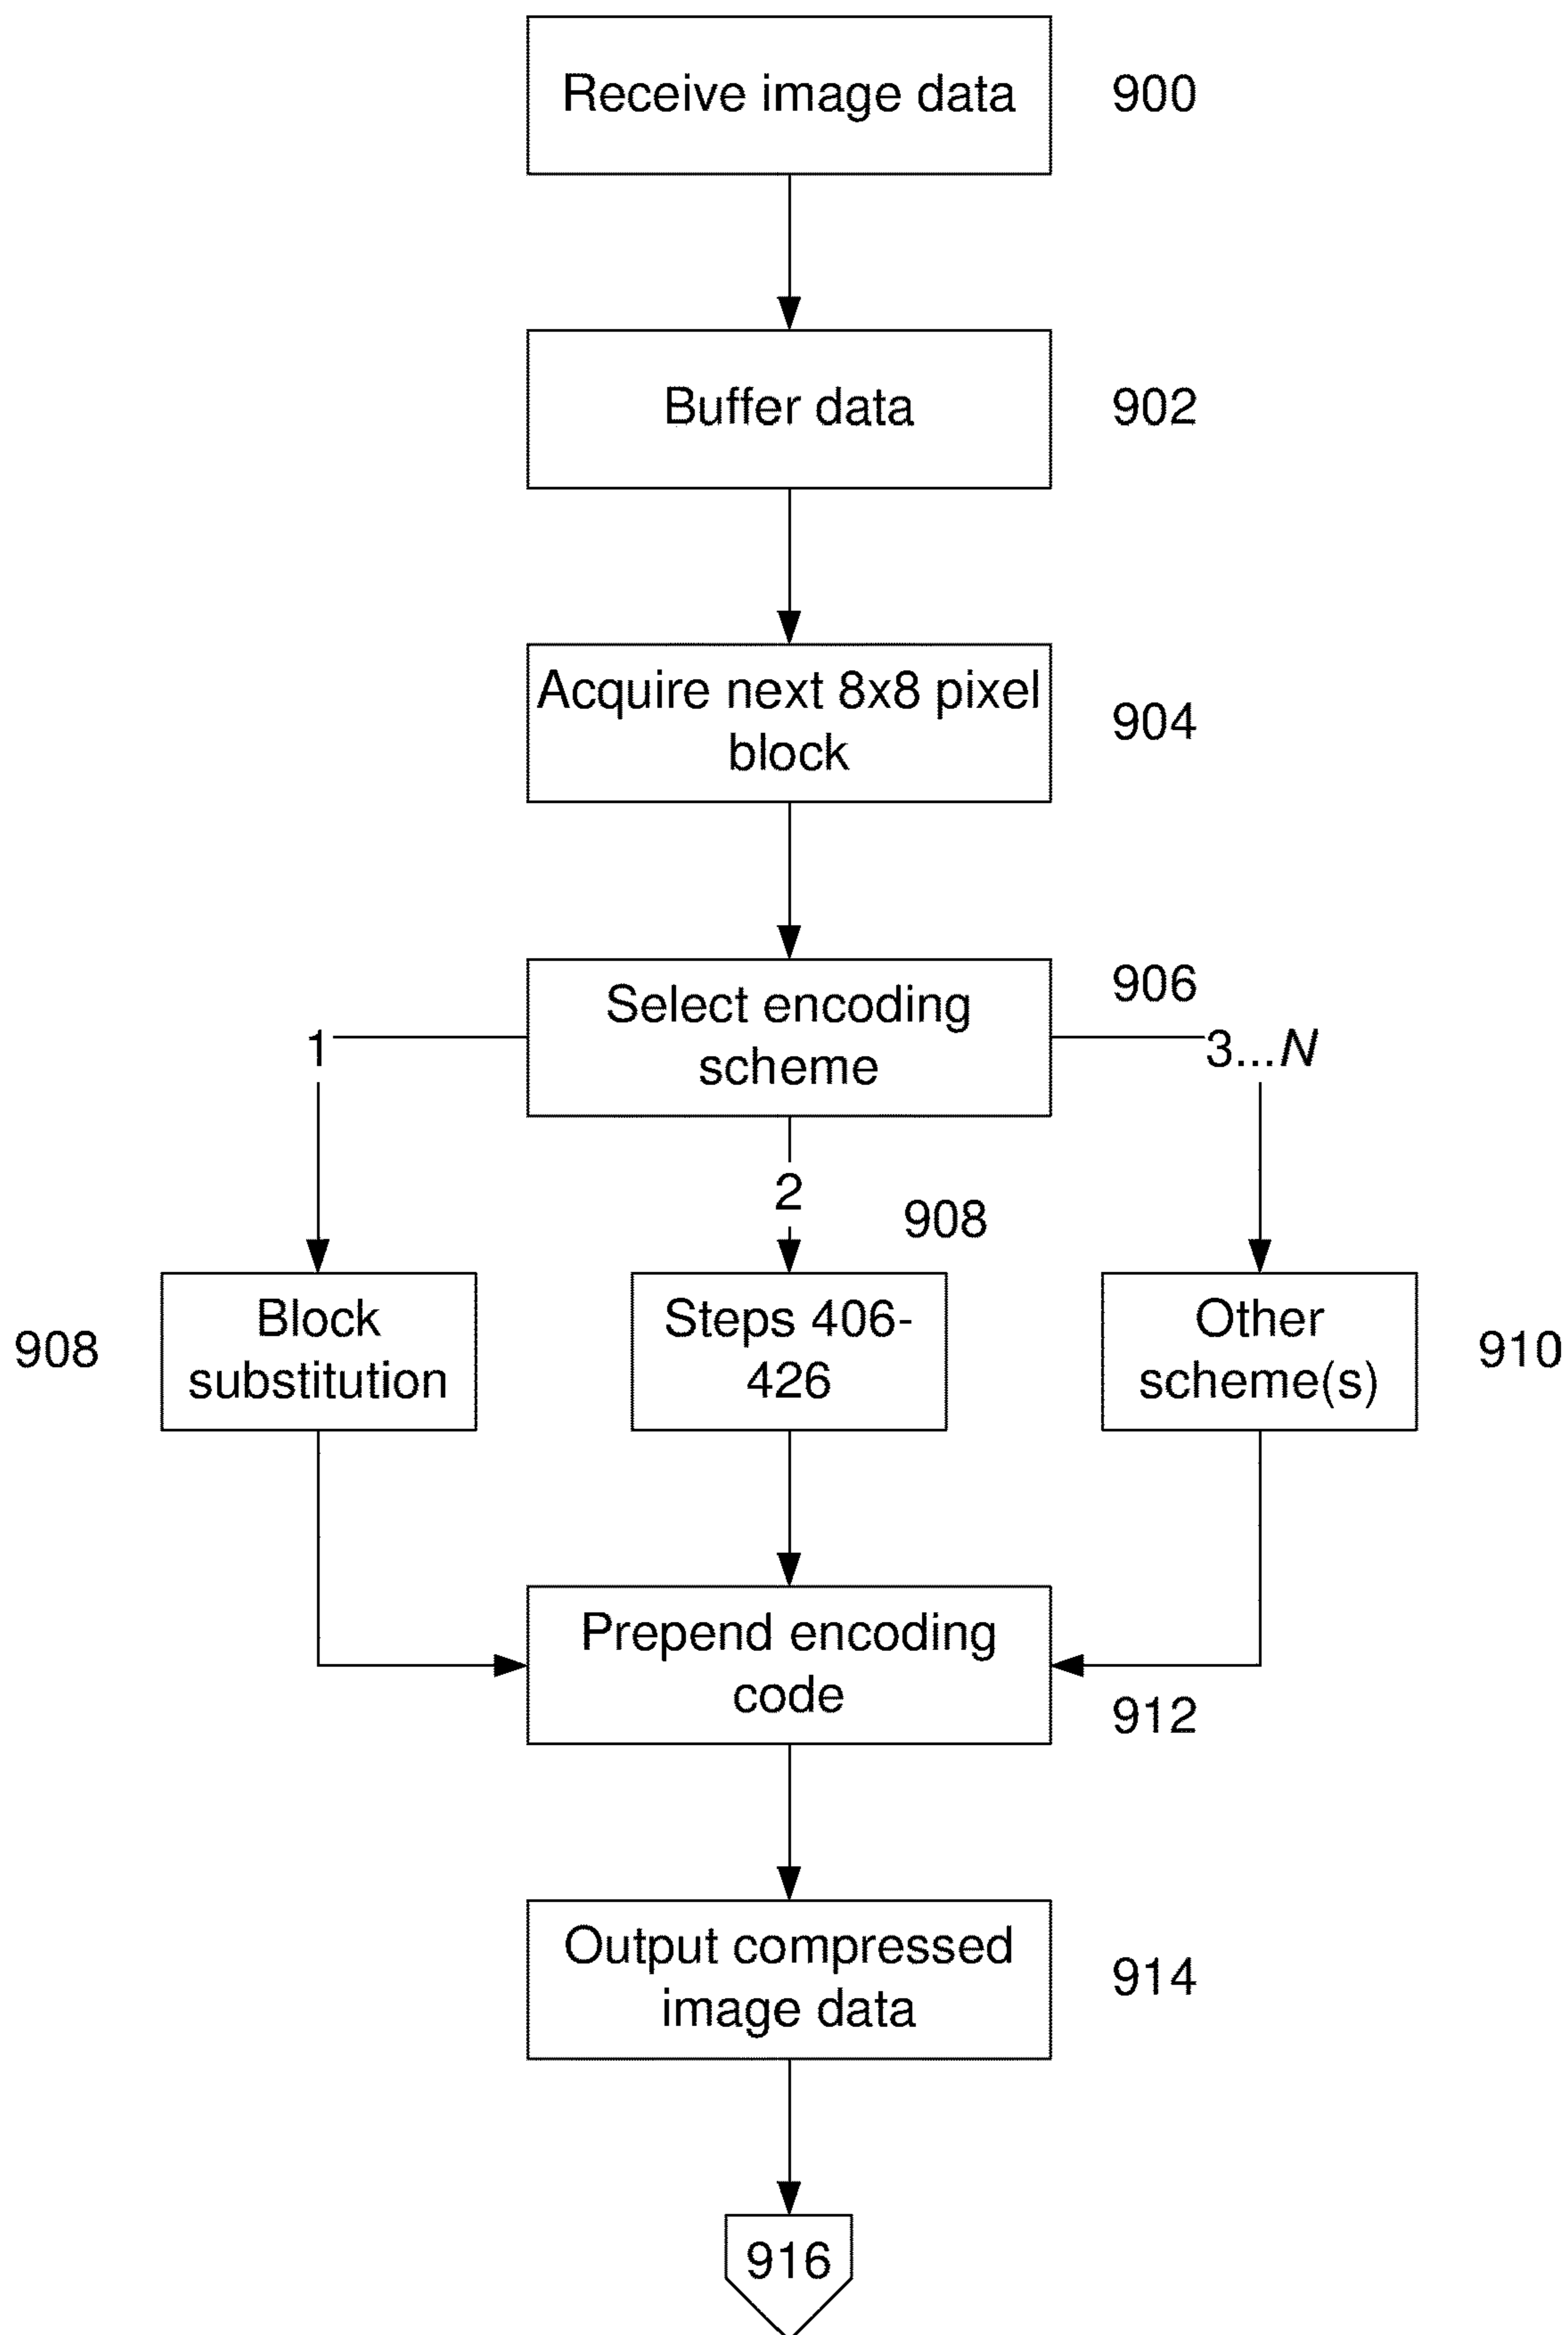 Receive image data
900
Buffer data
902
Acquire next 8x8 pixel
block
904
Select encoding
scheme
906
1
2
3...N
908
Block
substitution
908
Steps 406-
426
Other
scheme(s)
910
Prepend encoding
code
912
Output compressed
image data
914
916